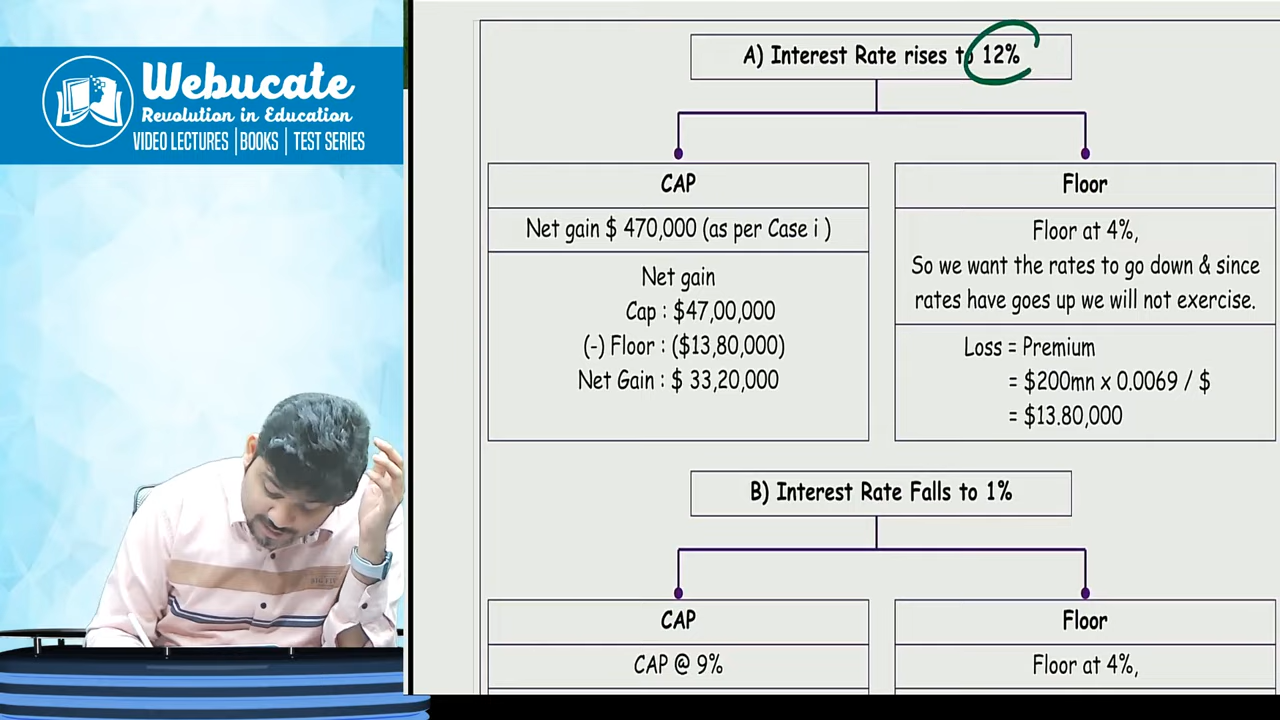 Webucate
Revolution in Education
VIDEO LECTURES | BOOKS | TEST SERIES
A) Interest Rate rises to 12%
CAP
Net gain $ 470,000 (as per Case i )
Net gain
Cap : $47,00,000
(-) Floor : ($13,80,000)
Net Gain : $ 33,20,000
Floor
Floor at 4%,
So we want the rates to go down & since
rates have goes up we will not exercise.
Loss = Premium
= $200mn x 0.0069 / $
= $13.80,000
B) Interest Rate Falls to 1%
CAP
CAP @ 9%
Floor
Floor at 4%,